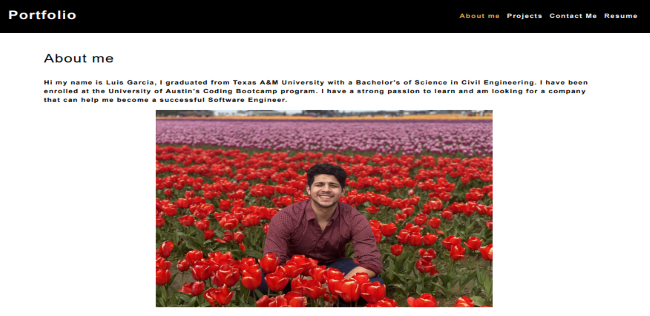 Portfolio
About me Projects Contact Me Resume
About me
Hi my name is Luis Garcia, I graduated from Texas A&M University with a Bachelor's of Science in Civil Engineering. I have been
enrolled at the University of Austin's Coding Bootcamp program. I have a strong passion to learn and am looking for a company
that can help me become a successful Software Engineer.